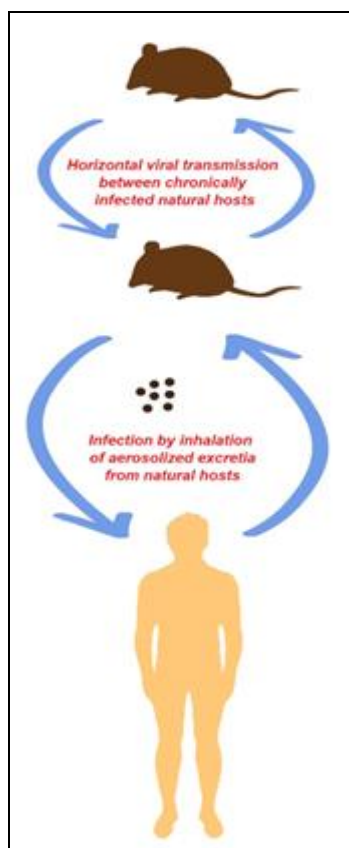 Horizontal viral transmission
between chronically
infected natural hosts
Infection by inhalation
of aerosolized excretia
from natural hosts